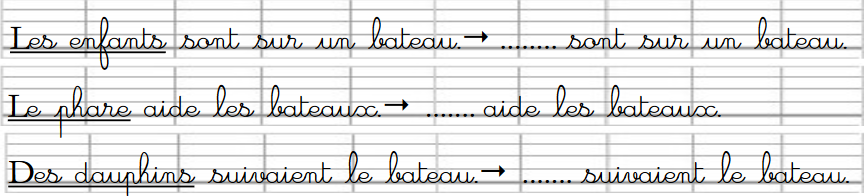 Les enfants sont sur un bateau.→ ........ sont sur un bateau.
Le phare aide les bateaux.→ ....... aide les bateaux.
Des dauphins suivaient le bateau.→ ....... suivaient le bateau.